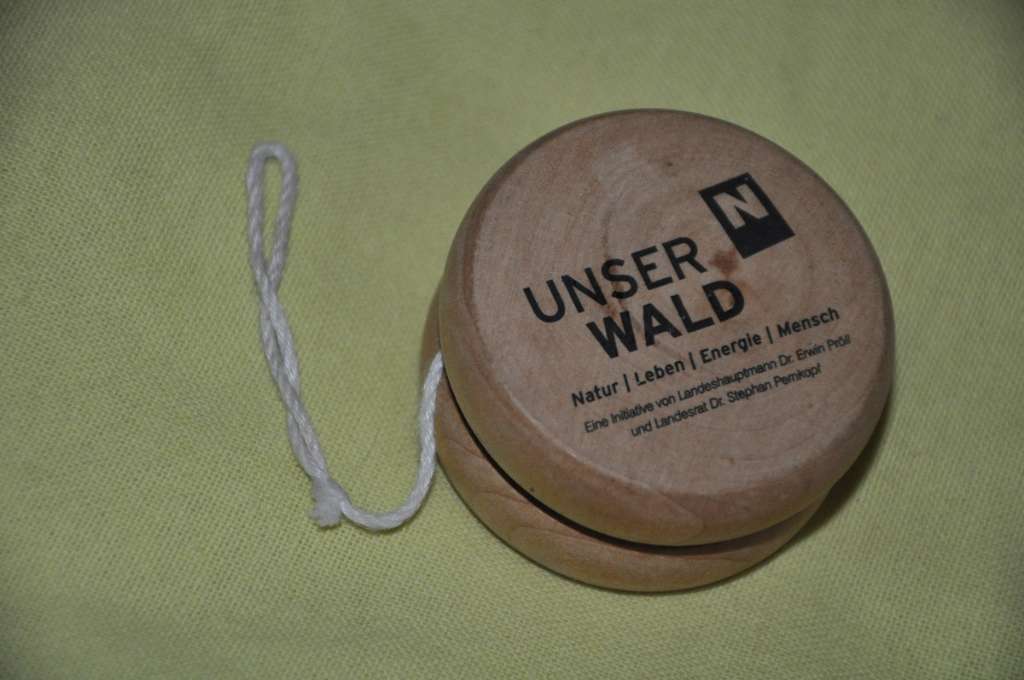 N
UNSER
WALD
Natur | Leben | Energie | Mensch
Eine Initiative von Landeshauptmann Dr. Erwin Pröll
und Landesrat Dr. Stephan Pernkopf